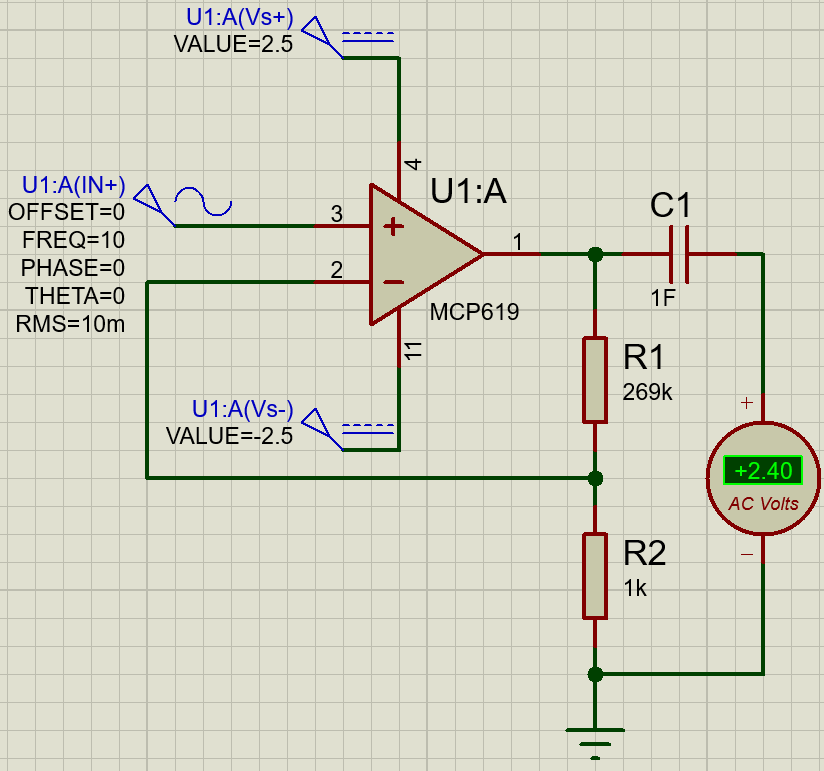 U1:A(Vs+)
VALUE=2.5
4
U1:A(IN+)
OFFSET=0
FREQ=10
PHASE=0
THETA=0
RMS=10m
3
2
+
−
U1:A
1
MCP619
11
C1
1F
R1
269k
U1:A(Vs-)
VALUE=-2.5
+
+2.40
AC Volts
−
R2
1k